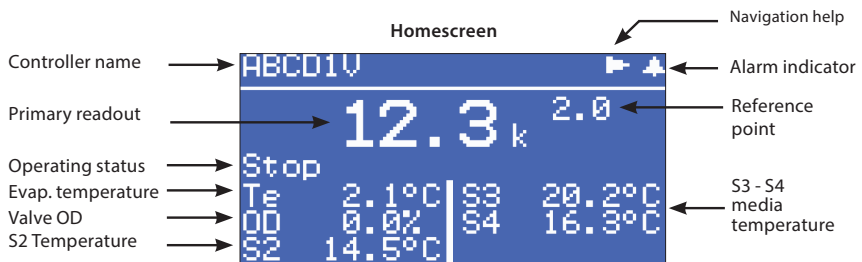 Homescreen
Navigation help
Controller name
ABCD1V
Alarm indicator
Primary readout
12.3 k
2.0
Reference
point
Operating status
Stop
Evap. temperature
Te 2.1°C
S3 20.2°C
Valve OD
OD 0.0%
S4 16.3°C
S2 Temperature
S2 14.5°C
S3 - S4
media
temperature